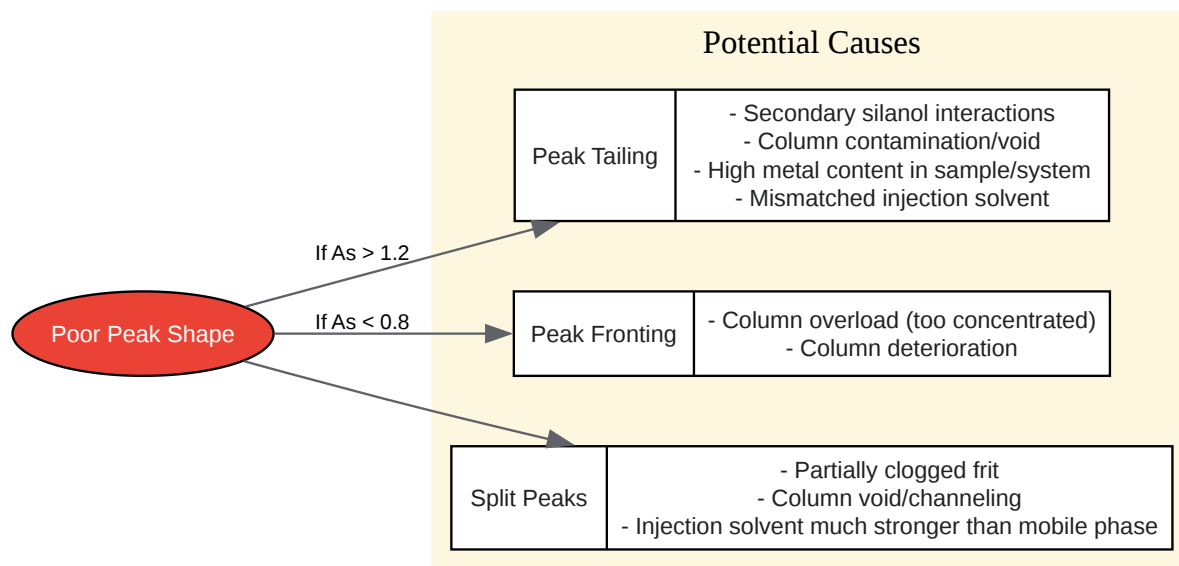 Potential Causes
Peak Tailing
- Secondary silanol interactions
- Column contamination/void
- High metal content in sample/system
- Mismatched injection solvent
If As > 1.2
Poor Peak Shape
If As < 0.8
Peak Fronting
- Column overload (too concentrated)
- Column deterioration
Split Peaks
- Partially clogged frit
- Column void/channeling
- Injection solvent much stronger than mobile phase